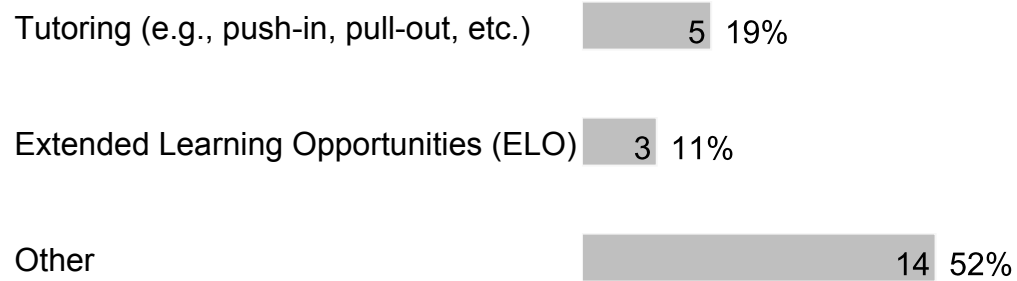 Tutoring (e.g., push-in, pull-out, etc.) 5 19%
Extended Learning Opportunities (ELO) 3 11%
Other 14 52%